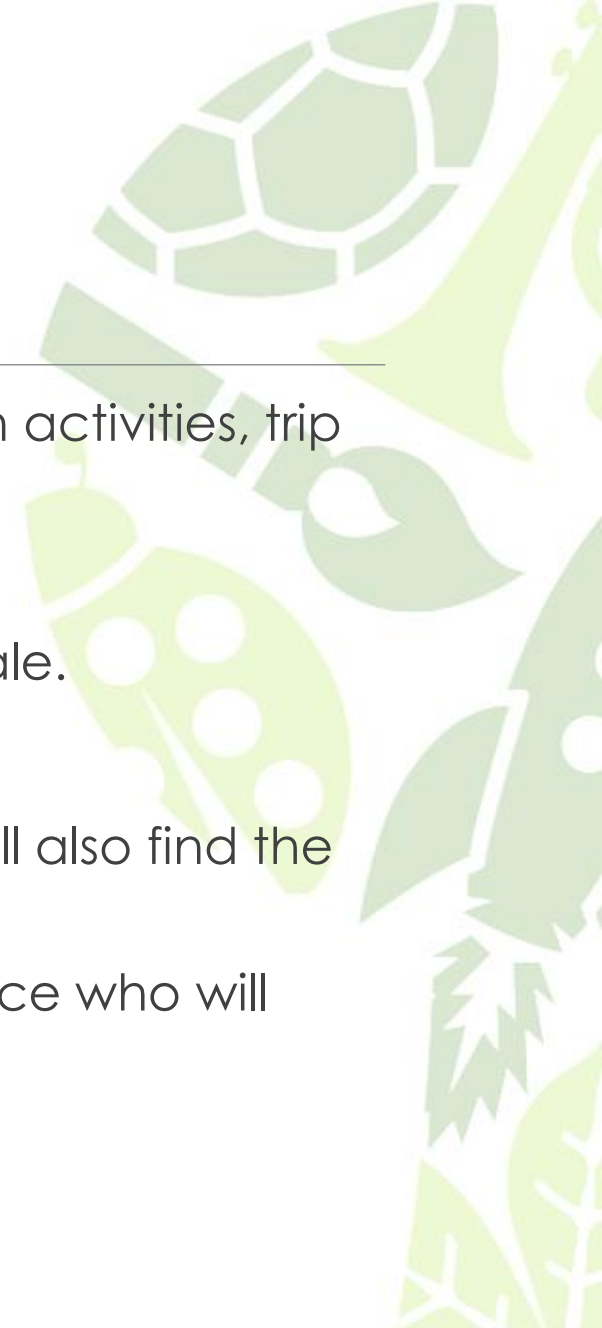 activities, trip
ale.
ll also find the
ce who will